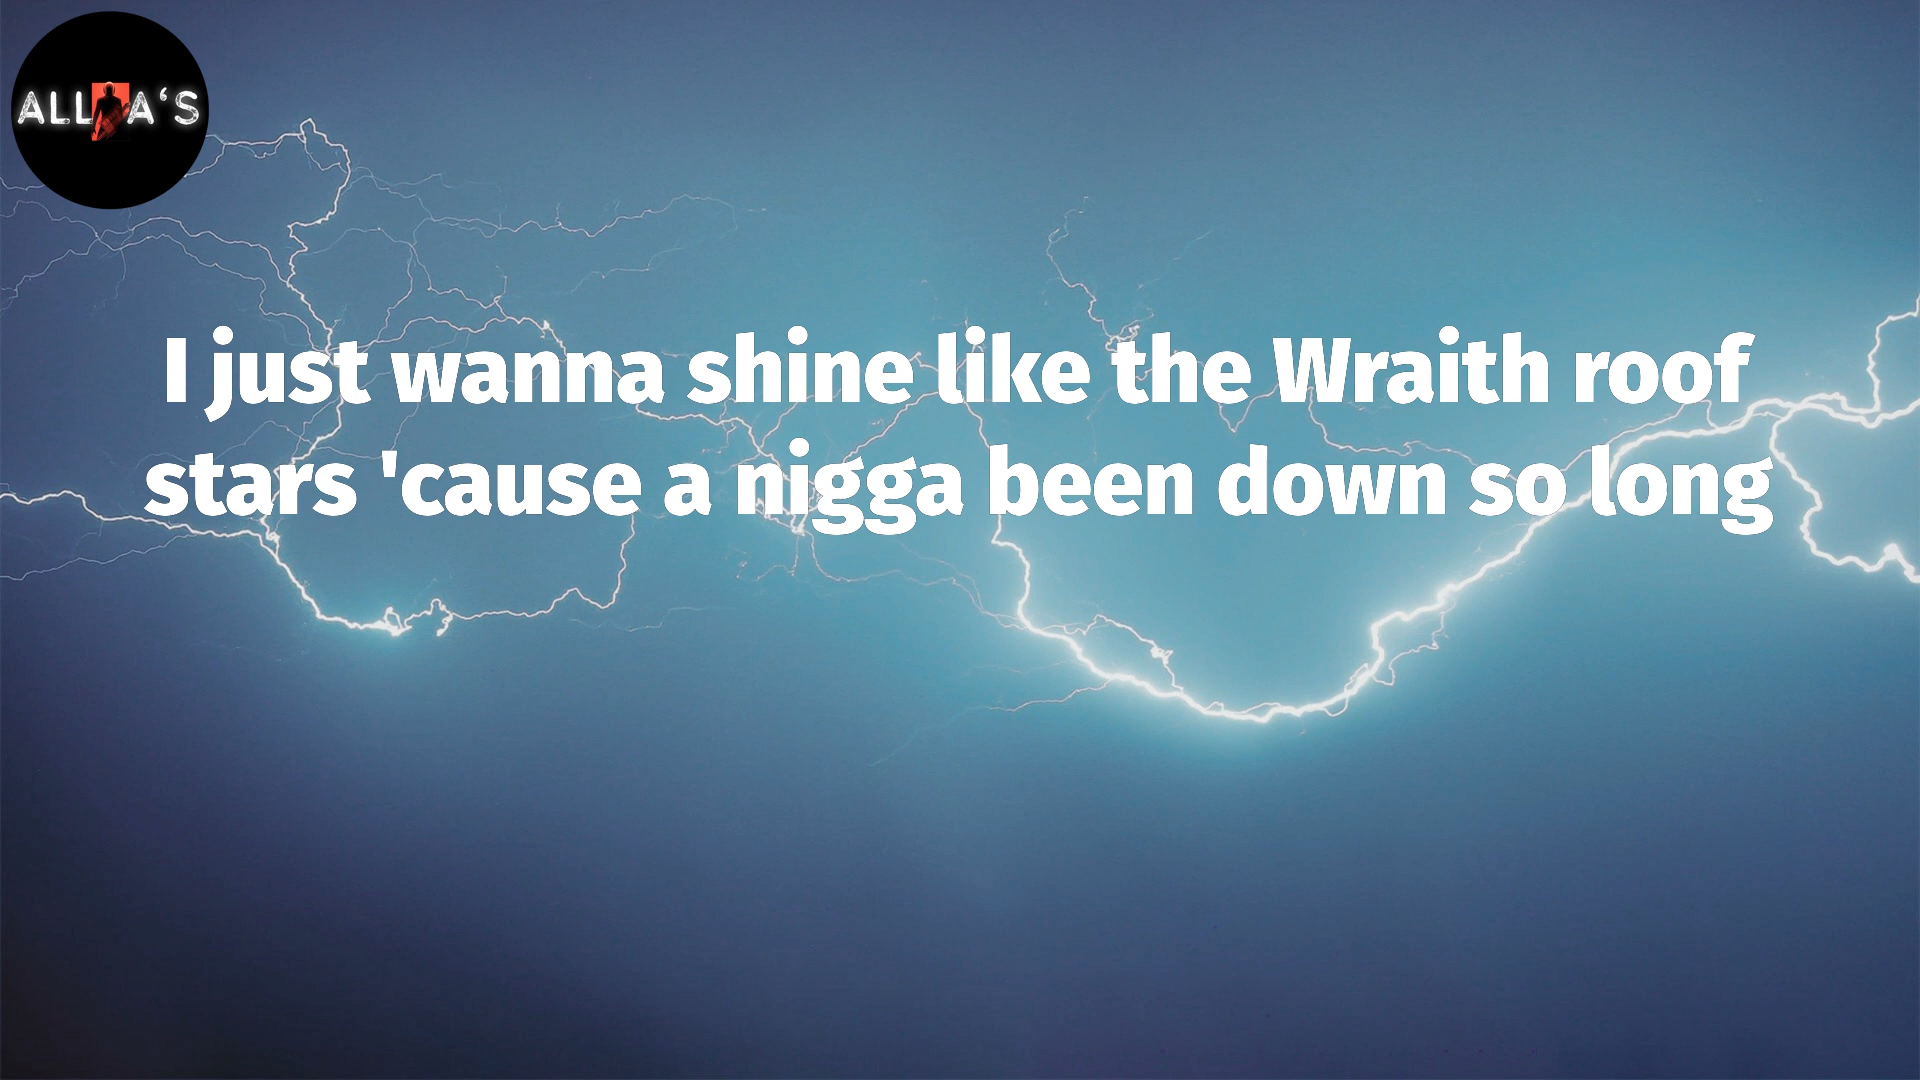 ALL A'S
I just wanna shine like the Wraith roof
stars 'cause a nigga been down so long